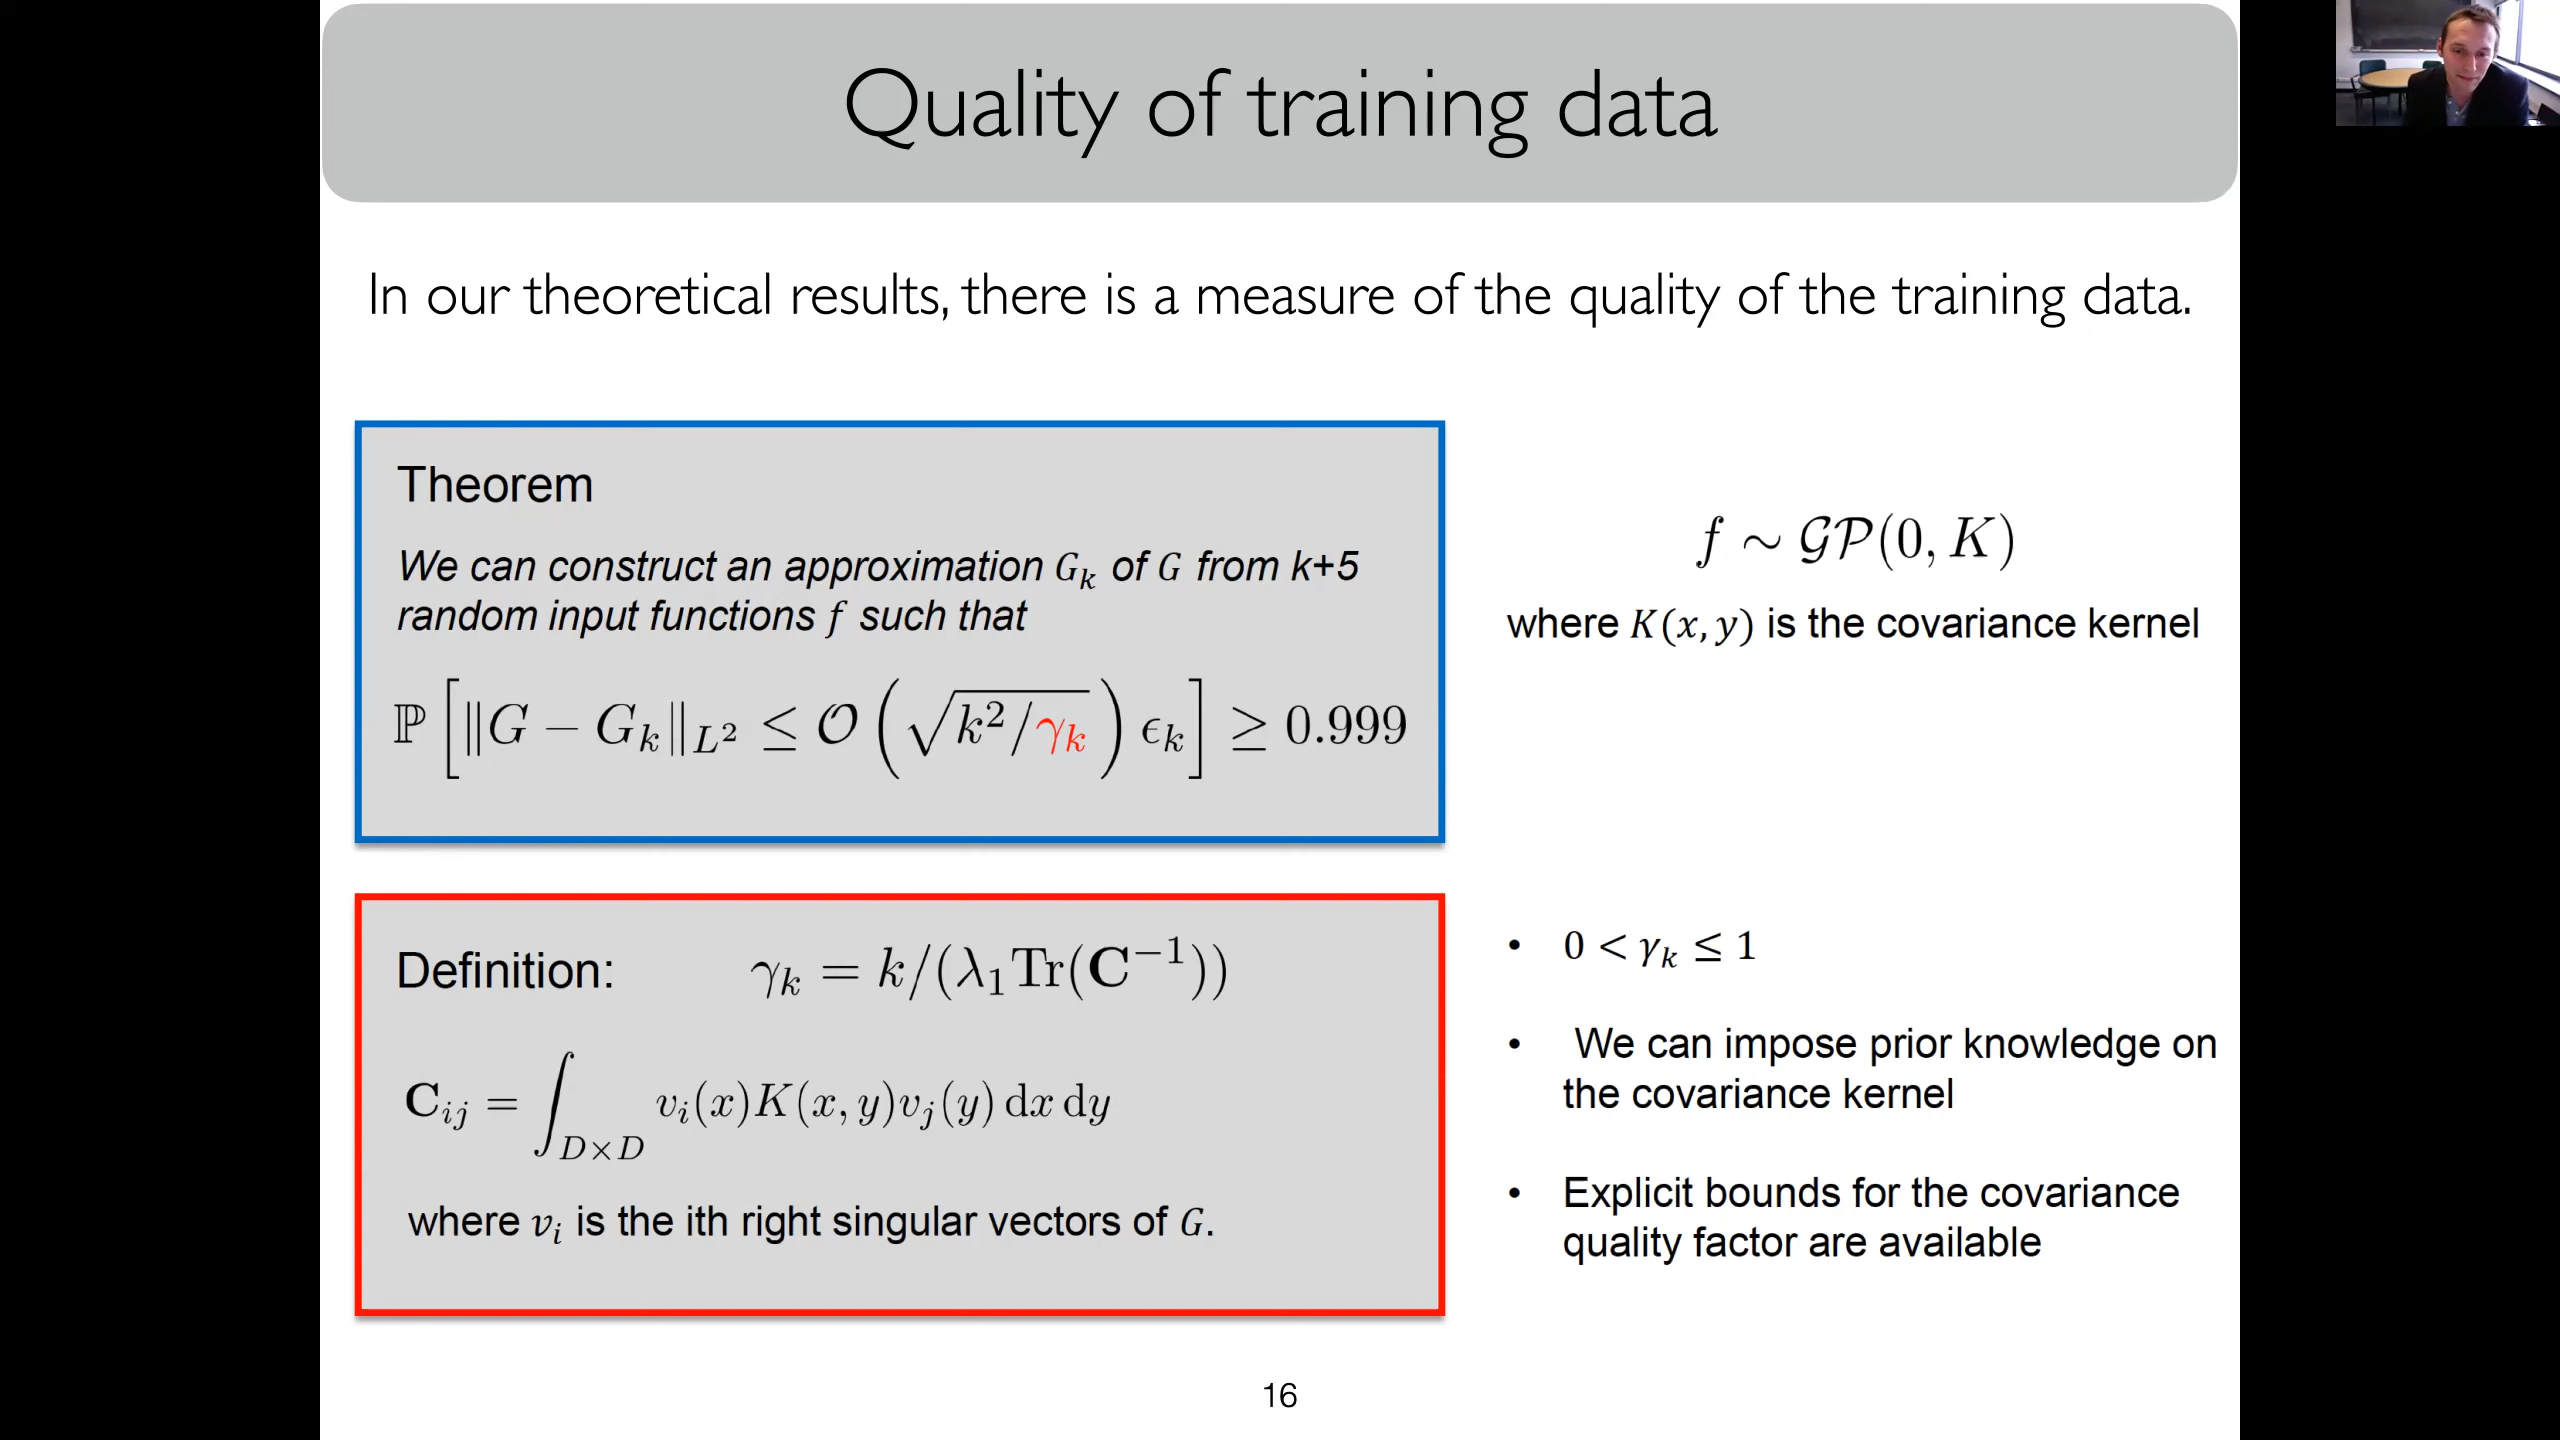 Quality of training data
In our theoretical results, there is a measure of the quality of the training data.
Theorem
We can construct an approximation G_k of G from k+5
random input functions f such that
ℙ[‖G − G_k‖_{L²} ≤ 𝒪(√(k²/γ_k)) ϵ_k] ≥ 0.999
f ∼ 𝒢𝒫(0, K)
where K(x, y) is the covariance kernel
Definition: γ_k = k/(λ₁Tr(C⁻¹))
C_{ij} = ∫_{D×D} v_i(x)K(x, y)v_j(y) dx dy
where v_i is the ith right singular vectors of G.
• 0 < γ_k ≤ 1
• We can impose prior knowledge on
the covariance kernel
• Explicit bounds for the covariance
quality factor are available
16